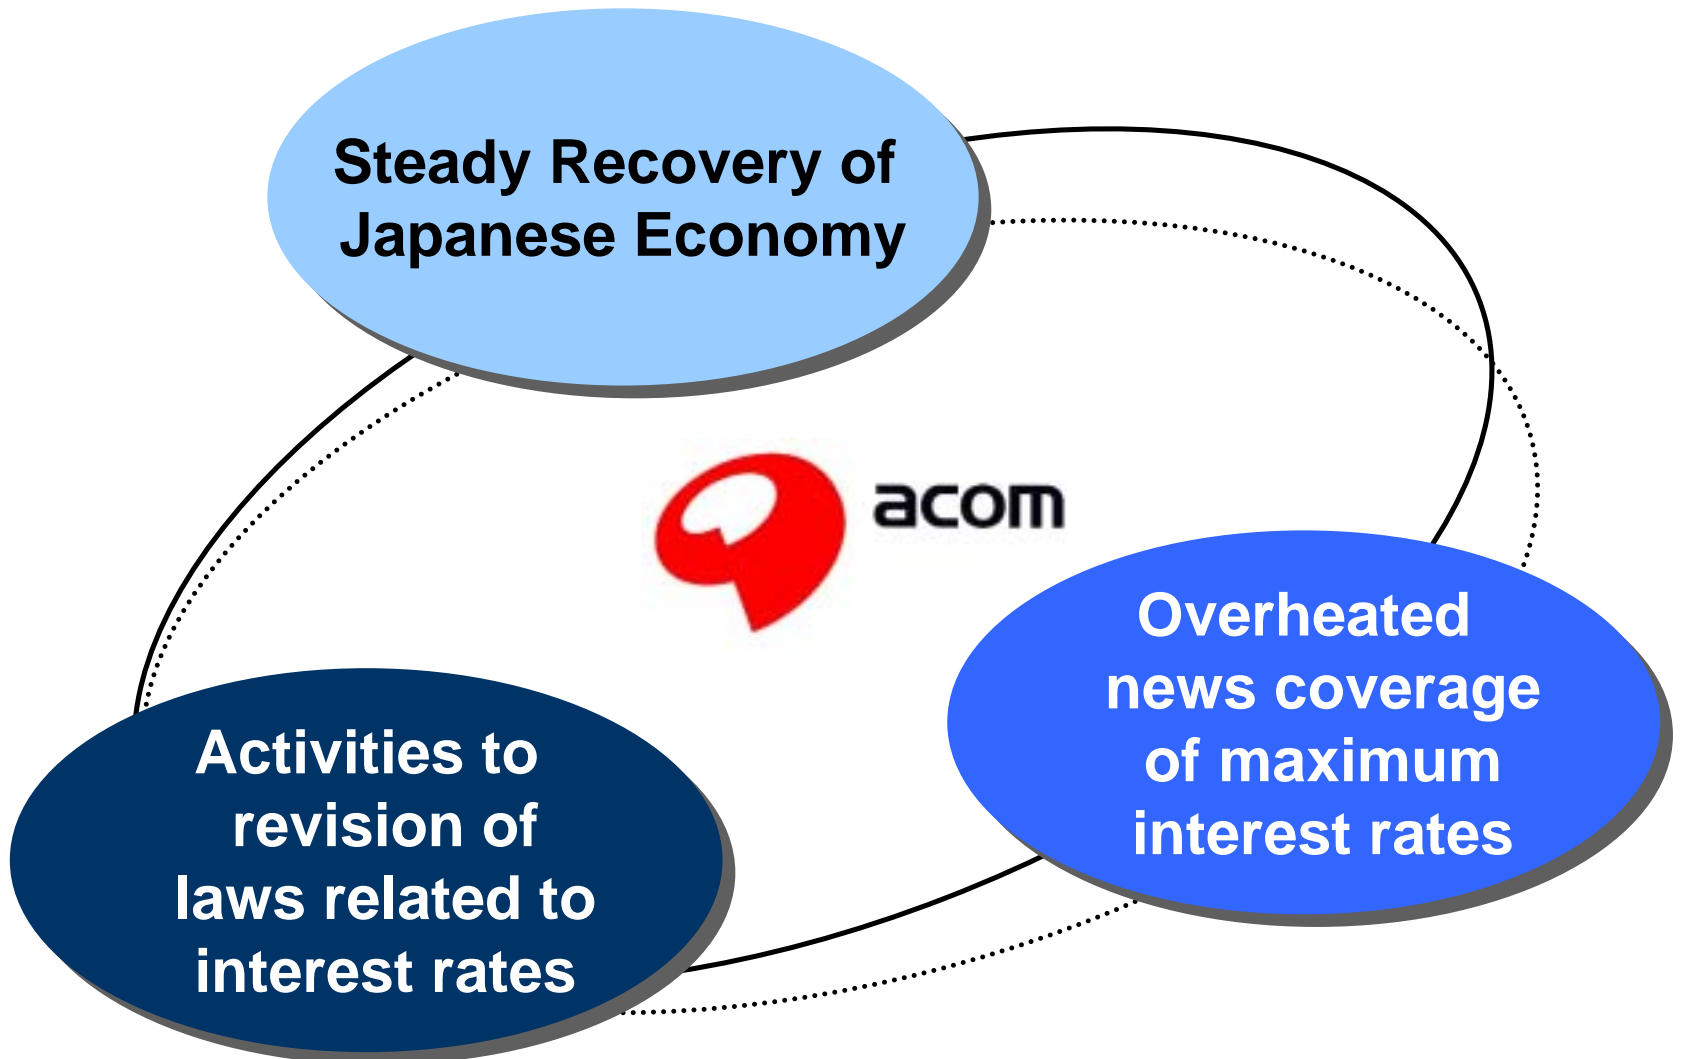 Steady Recovery of
Japanese Economy
acom
Overheated
news coverage
of maximum
interest rates
Activities to
revision of
laws related to
interest rates